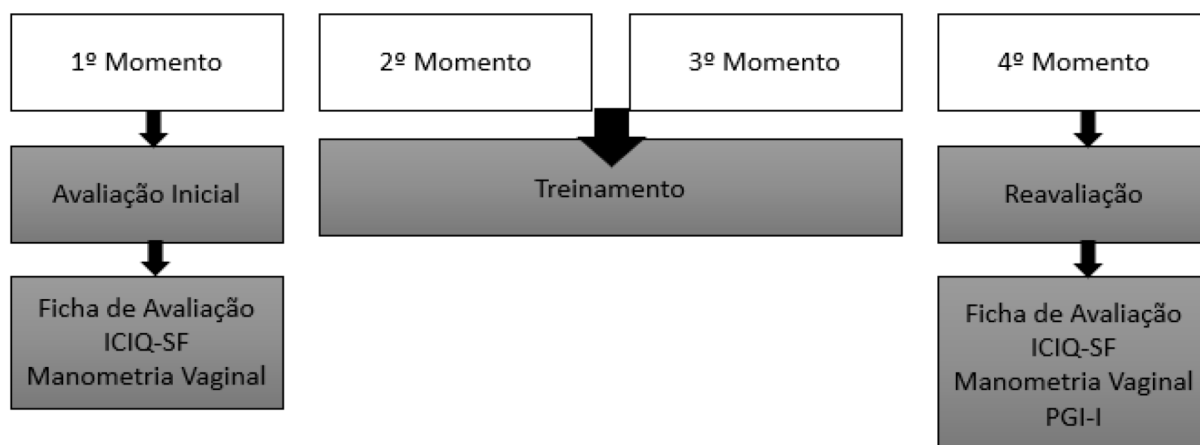 1º Momento
2º Momento
3º Momento
4º Momento
Avaliação Inicial
Treinamento
Reavaliação
Ficha de Avaliação
ICIQ-SF
Manometria Vaginal
Ficha de Avaliação
ICIQ-SF
Manometria Vaginal
PGI-I